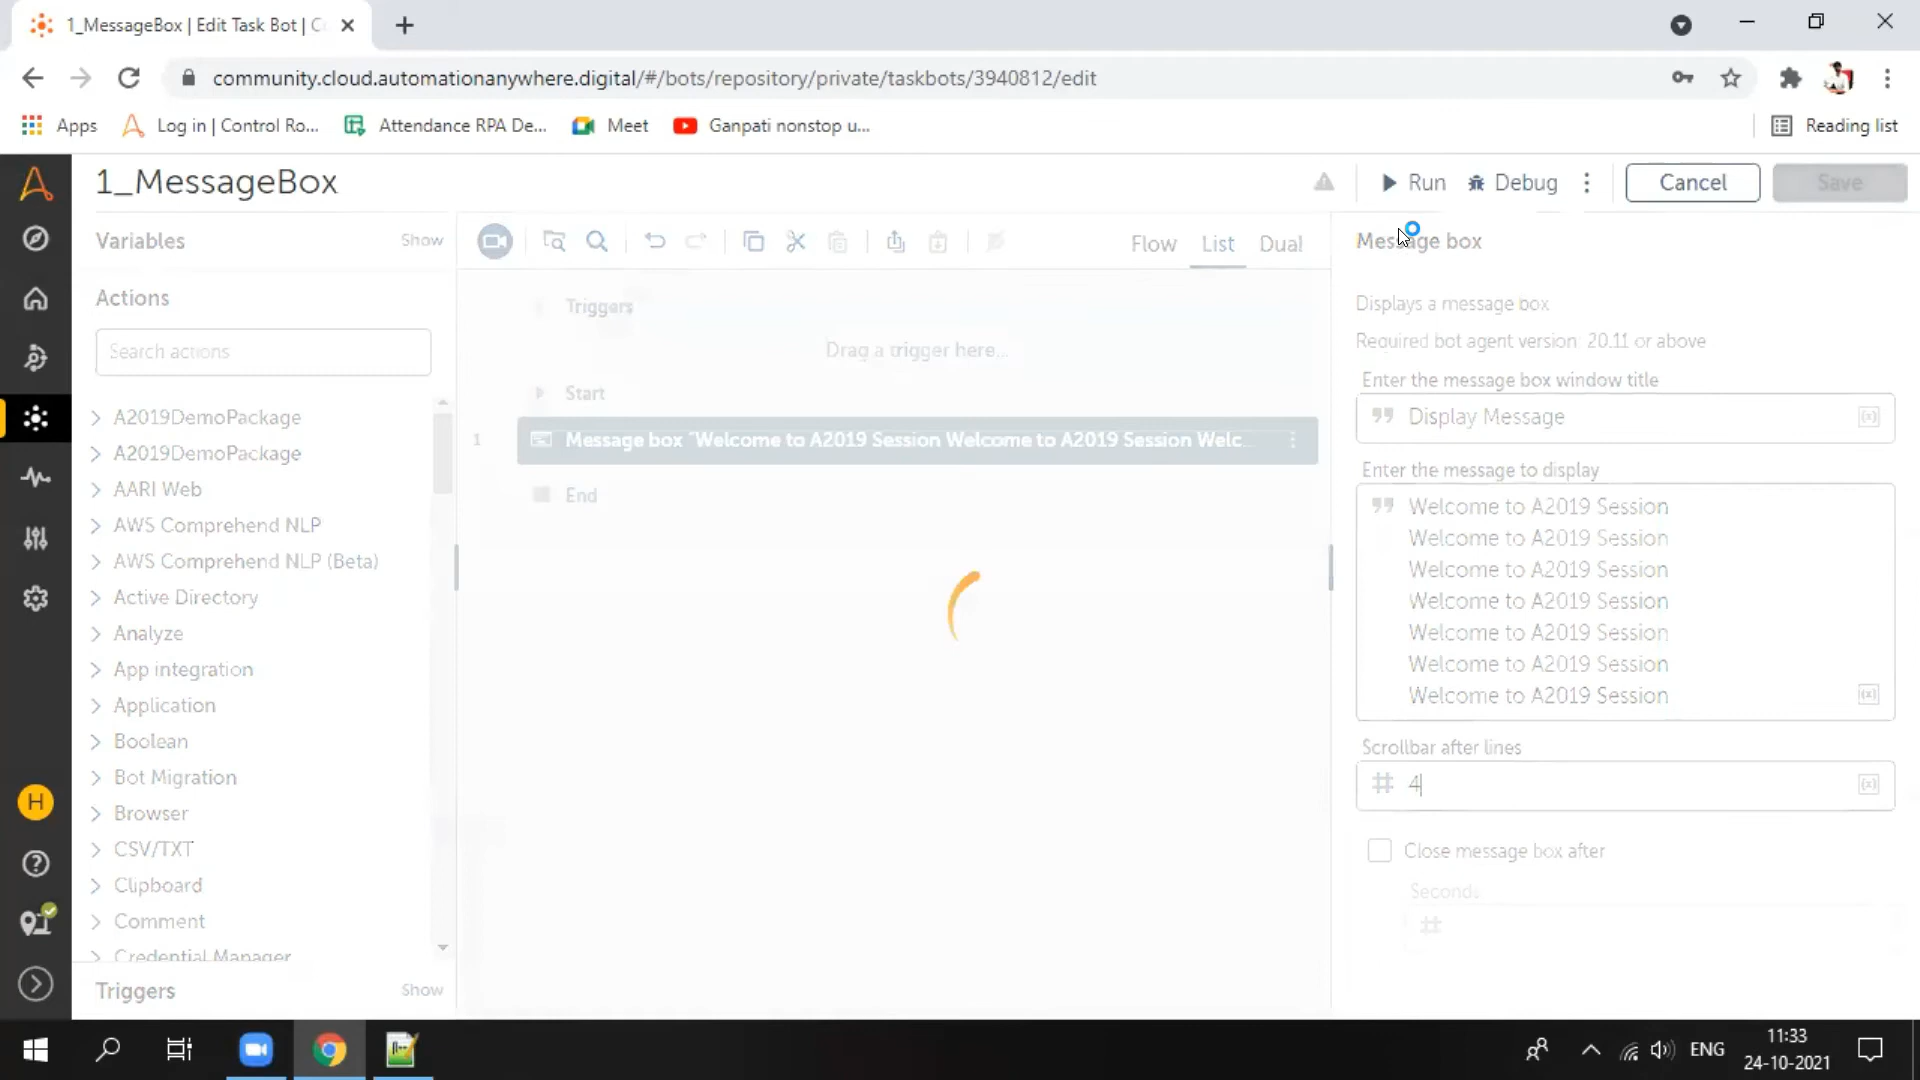 1_MessageBox | Edit Task Bot | C
community.cloud.automationanywhere.digital/#/bots/repository/private/taskbots/3940812/edit
Apps
Log in | Control Ro...
Attendance RPA De...
Meet
Ganpati nonstop u...
Reading list
1_MessageBox
Run
Debug
Cancel
Save
Variables
Show
Flow
List
Dual
Message box
Actions
Search actions
A2019DemoPackage
A2019DemoPackage
AARI Web
AWS Comprehend NLP
AWS Comprehend NLP (Beta)
Active Directory
Analyze
App integration
Application
Boolean
Bot Migration
Browser
CSV/TXT
Clipboard
Comment
Credential Manager
Triggers
Show
Triggers
Drag a trigger here...
Start
1
Message box "Welcome to A2019 Session Welcome to A2019 Session Welc...
End
Displays a message box
Required bot agent version 20.11 or above
Enter the message box window title
Display Message
Enter the message to display
Welcome to A2019 Session
Welcome to A2019 Session
Welcome to A2019 Session
Welcome to A2019 Session
Welcome to A2019 Session
Welcome to A2019 Session
Welcome to A2019 Session
Scrollbar after lines
4
Close message box after
Seconds
H
ENG
11:33
24-10-2021